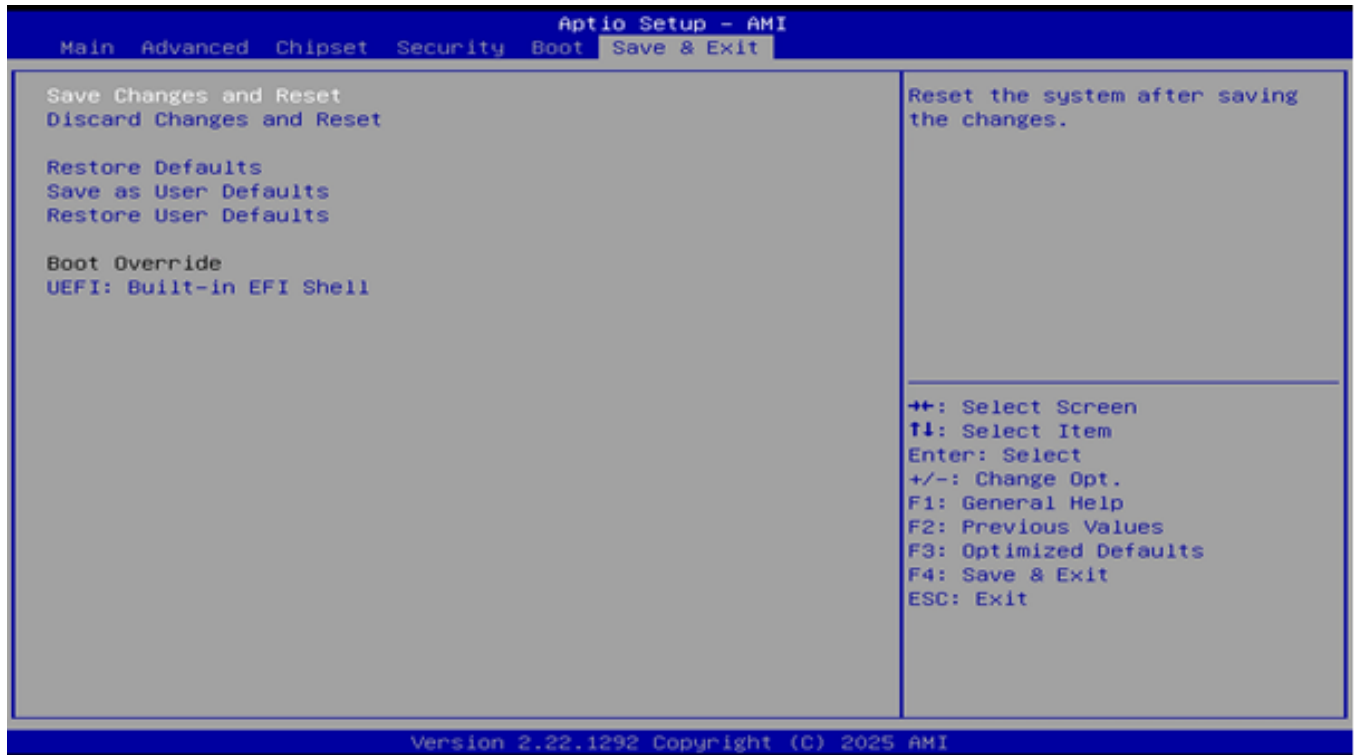 Aptio Setup – AMI
Main Advanced Chipset Security Boot Save & Exit
Save Changes and Reset
Discard Changes and Reset
Restore Defaults
Save as User Defaults
Restore User Defaults
Boot Override
UEFI: Built-in EFI Shell
Reset the system after saving
the changes.
→←: Select Screen
↑↓: Select Item
Enter: Select
+/-: Change Opt.
F1: General Help
F2: Previous Values
F3: Optimized Defaults
F4: Save & Exit
ESC: Exit
Version 2.22.1292 Copyright (C) 2025 AMI